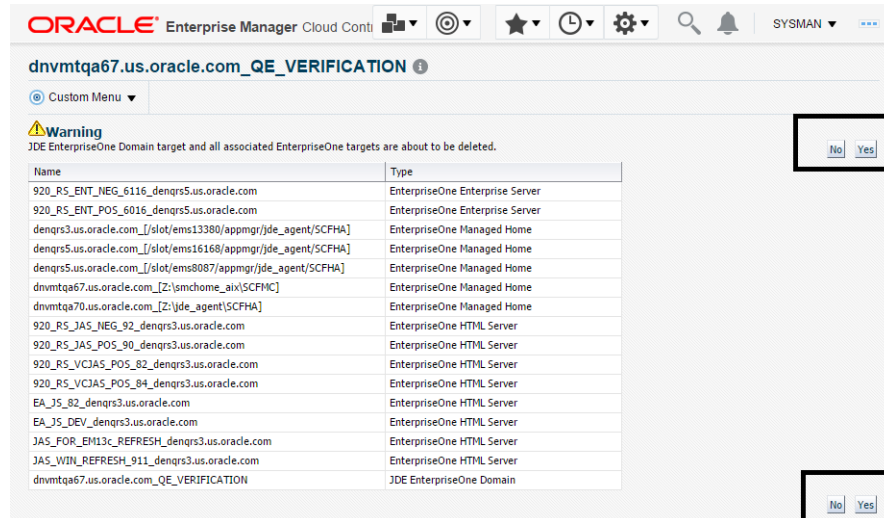 ORACLE Enterprise Manager Cloud Cont SYSMAN
dnvmtqa67.us.oracle.com_QE_VERIFICATION
Custom Menu
Warning
JDE EnterpriseOne Domain target and all associated EnterpriseOne targets are about to be deleted.
No Yes
Name Type
920_RS_ENT_NEG_6116_denqrs5.us.oracle.com EnterpriseOne Enterprise Server
920_RS_ENT_POS_6016_denqrs5.us.oracle.com EnterpriseOne Enterprise Server
denqrs3.us.oracle.com_[/slot/ems13380/appmgr/jde_agent/SCFHA] EnterpriseOne Managed Home
denqrs5.us.oracle.com_[/slot/ems16168/appmgr/jde_agent/SCFHA] EnterpriseOne Managed Home
denqrs5.us.oracle.com_[/slot/ems8087/appmgr/jde_agent/SCFHA] EnterpriseOne Managed Home
dnvmtqa67.us.oracle.com_[Z:\smchome_aix\SCFMC] EnterpriseOne Managed Home
dnvmtqa70.us.oracle.com_[Z:\jde_agent\SCFHA] EnterpriseOne Managed Home
920_RS_JAS_NEG_92_denqrs3.us.oracle.com EnterpriseOne HTML Server
920_RS_JAS_POS_90_denqrs3.us.oracle.com EnterpriseOne HTML Server
920_RS_VCJAS_POS_82_denqrs3.us.oracle.com EnterpriseOne HTML Server
920_RS_VCJAS_POS_84_denqrs3.us.oracle.com EnterpriseOne HTML Server
EA_JS_82_denqrs3.us.oracle.com EnterpriseOne HTML Server
EA_JS_DEV_denqrs3.us.oracle.com EnterpriseOne HTML Server
JAS_FOR_EM13c_REFRESH_denqrs3.us.oracle.com EnterpriseOne HTML Server
JAS_WIN_REFRESH_911_denqrs3.us.oracle.com EnterpriseOne HTML Server
dnvmtqa67.us.oracle.com_QE_VERIFICATION JDE EnterpriseOne Domain
No Yes